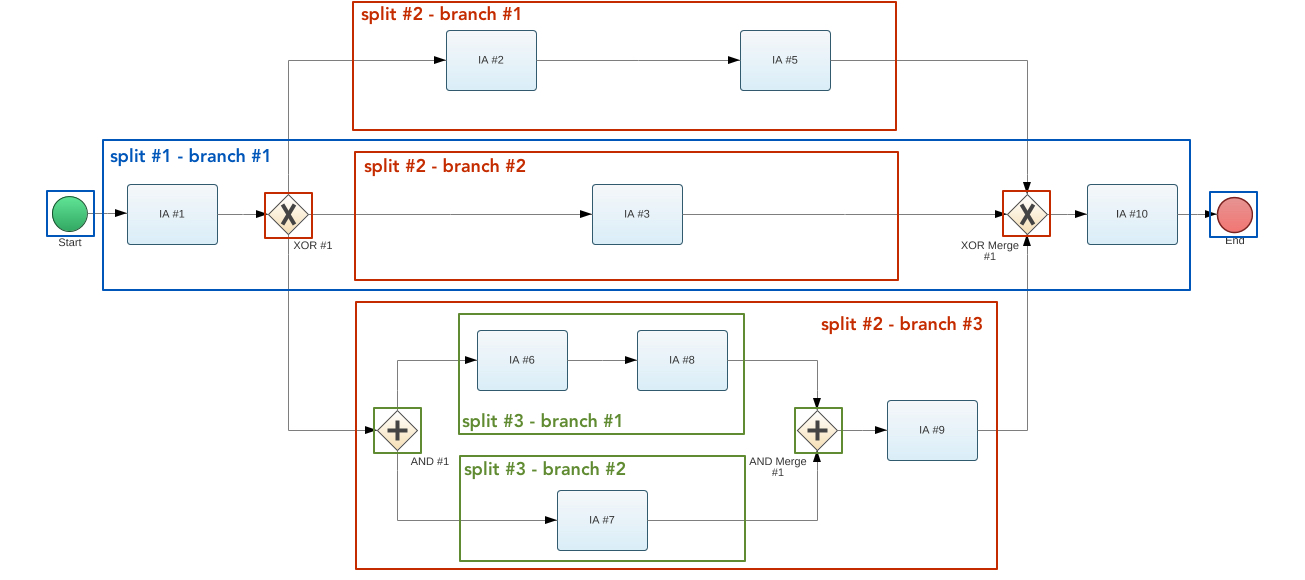 split #2 - branch #1
IA #2
IA #5
split #1 - branch #1
split #2 - branch #2
IA #1
IA #3
IA #10
Start
XOR #1
XOR Merge
#1
End
split #2 - branch #3
IA #6
IA #8
split #3 - branch #1
IA #9
AND #1
AND Merge
#1
split #3 - branch #2
IA #7